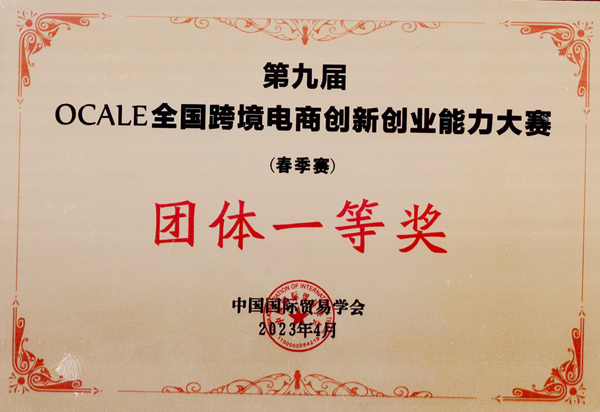 第九届
OCALE全国跨境电商创新创业能力大赛
（春季赛）
团体一等奖
中国国际贸易学会
2023年4月